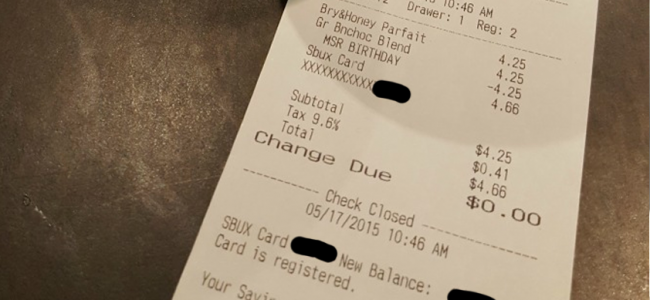 10:46 AM
Drawer: 1 Reg: 2
Bry&Honey Parfait 4.25
Gr Bnchoc Blend 4.25
MSR BIRTHDAY -4.25
Sbux Card 4.66
XXXXXXXXXXX
Subtotal $4.25
Tax 9.6% $0.41
Total $4.66
Change Due $0.00
Check Closed
05/17/2015 10:46 AM
SBUX Card New Balance:
Card is registered.
Your